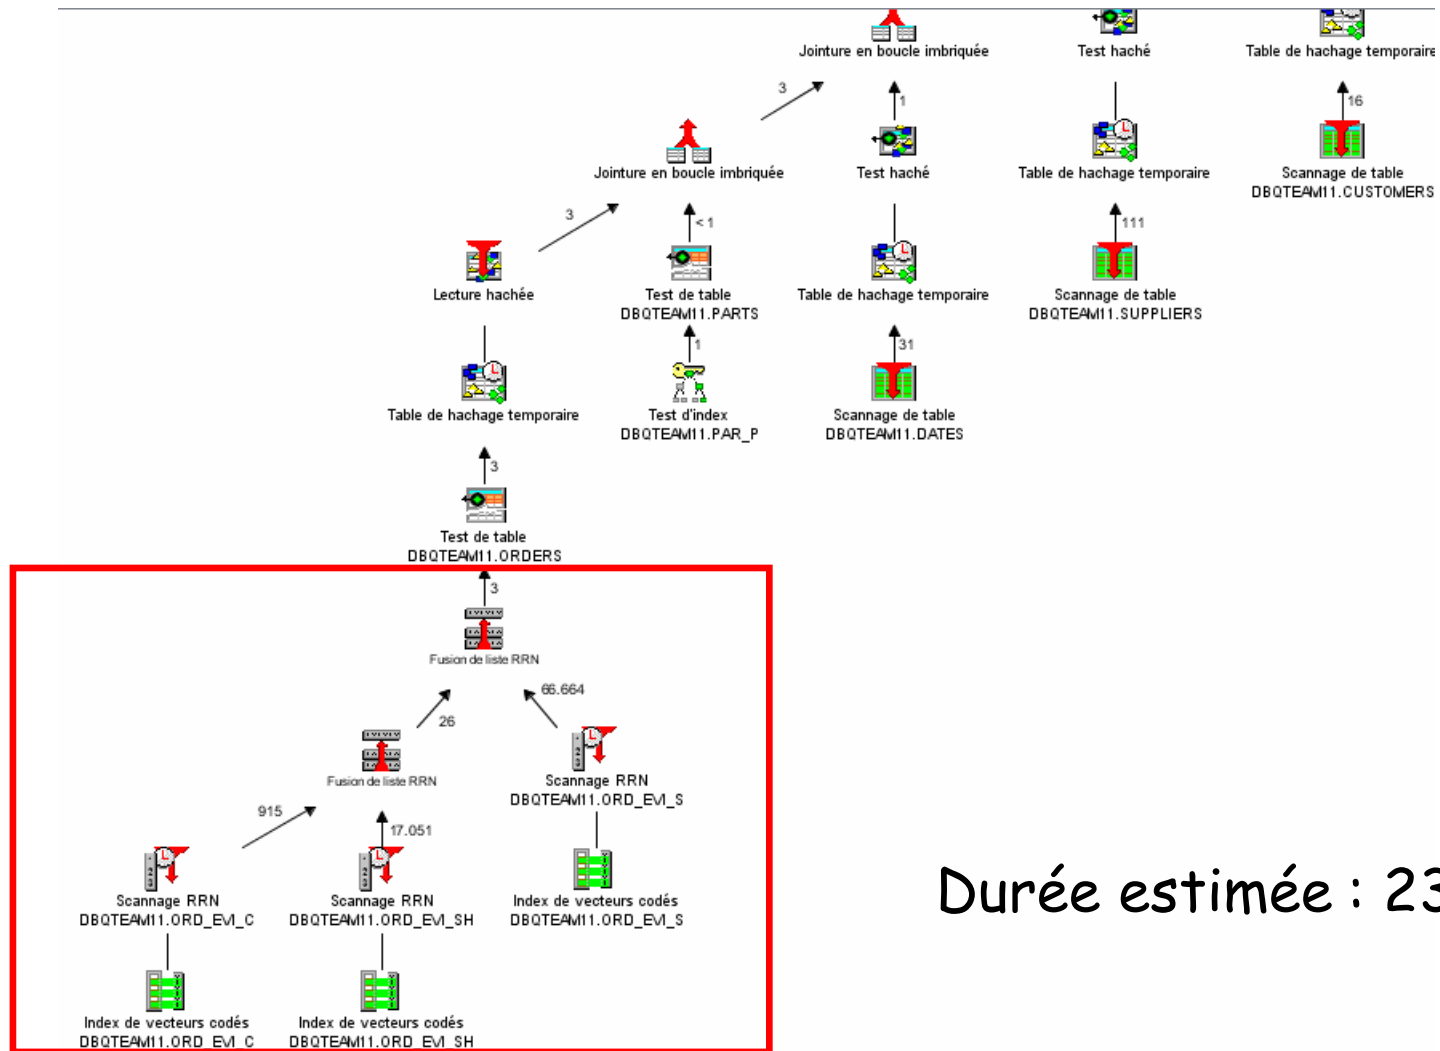 Jointure en boucle imbriquée
Test haché
Table de hachage temporaire
3
1
16
Jointure en boucle imbriquée
Test haché
Table de hachage temporaire
Scannage de table
DBQTEAM11.CUSTOMERS
3
< 1
111
Lecture hachée
Test de table
DBQTEAM11.PARTS
Table de hachage temporaire
Scannage de table
DBQTEAM11.SUPPLIERS
1
31
Table de hachage temporaire
Test d'index
DBQTEAM11.PAR_P
Scannage de table
DBQTEAM11.DATES
3
Test de table
DBQTEAM11.ORDERS
3
Fusion de liste RRN
26
66.664
Fusion de liste RRN
Scannage RRN
DBQTEAM11.ORD_EVI_S
915
17.051
Scannage RRN
DBQTEAM11.ORD_EVI_C
Scannage RRN
DBQTEAM11.ORD_EVI_SH
Index de vecteurs codés
DBQTEAM11.ORD_EVI_S
Durée estimée : 23
Index de vecteurs codés
DBQTEAM11.ORD_EVI_C
Index de vecteurs codés
DBQTEAM11.ORD_EVI_SH